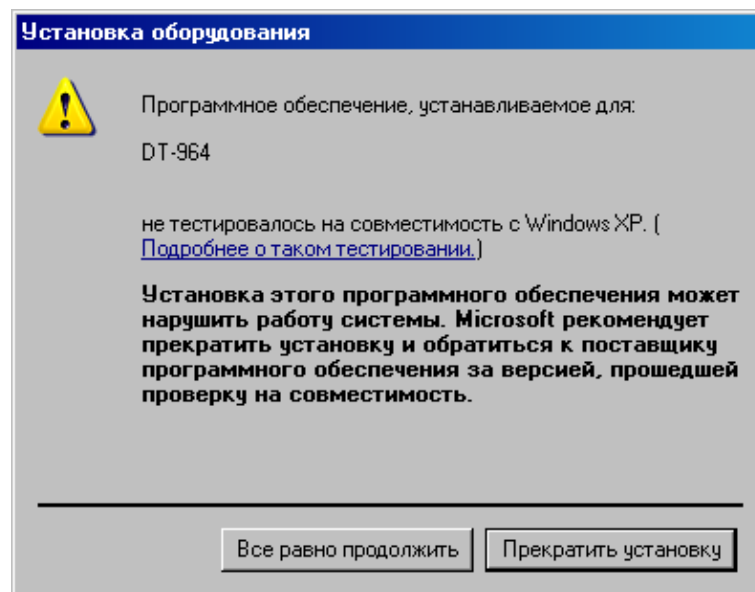 Установка оборудования
Программное обеспечение, устанавливаемое для:
DT-964
не тестировалось на совместимость с Windows XP. (
Подробнее о таком тестировании.)
Установка этого программного обеспечения может
нарушить работу системы. Microsoft рекомендует
прекратить установку и обратиться к поставщику
программного обеспечения за версией, прошедшей
проверку на совместимость.
Все равно продолжить
Прекратить установку